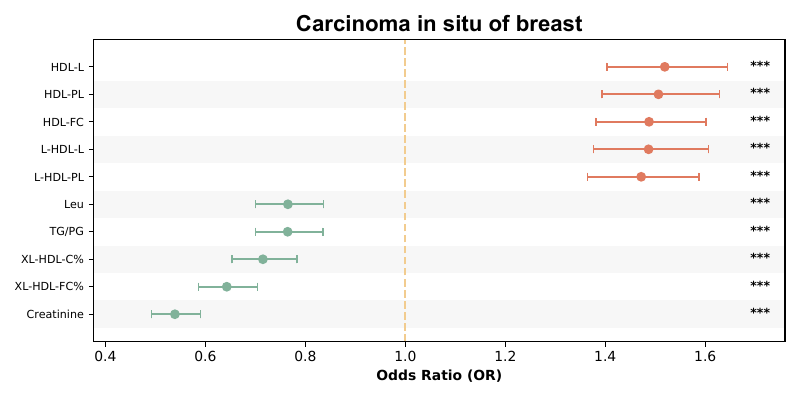 Carcinoma in situ of breast
HDL-L ***
HDL-PL ***
HDL-FC ***
L-HDL-L ***
L-HDL-PL ***
Leu ***
TG/PG ***
XL-HDL-C% ***
XL-HDL-FC% ***
Creatinine ***
0.4 0.6 0.8 1.0 1.2 1.4 1.6
Odds Ratio (OR)